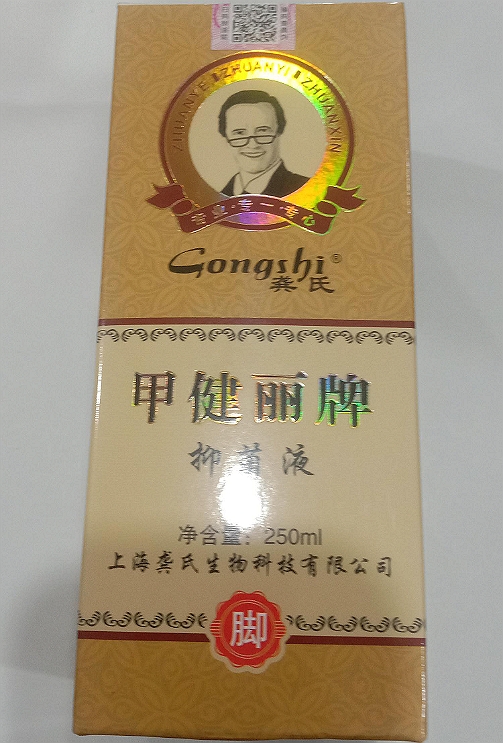 ZHUANYE ZHUANYI ZHUANXIN
专业·专一·专心
Gongshi®
龚氏
甲健丽牌
抑菌液
净含量：250ml
上海龚氏生物科技有限公司
脚